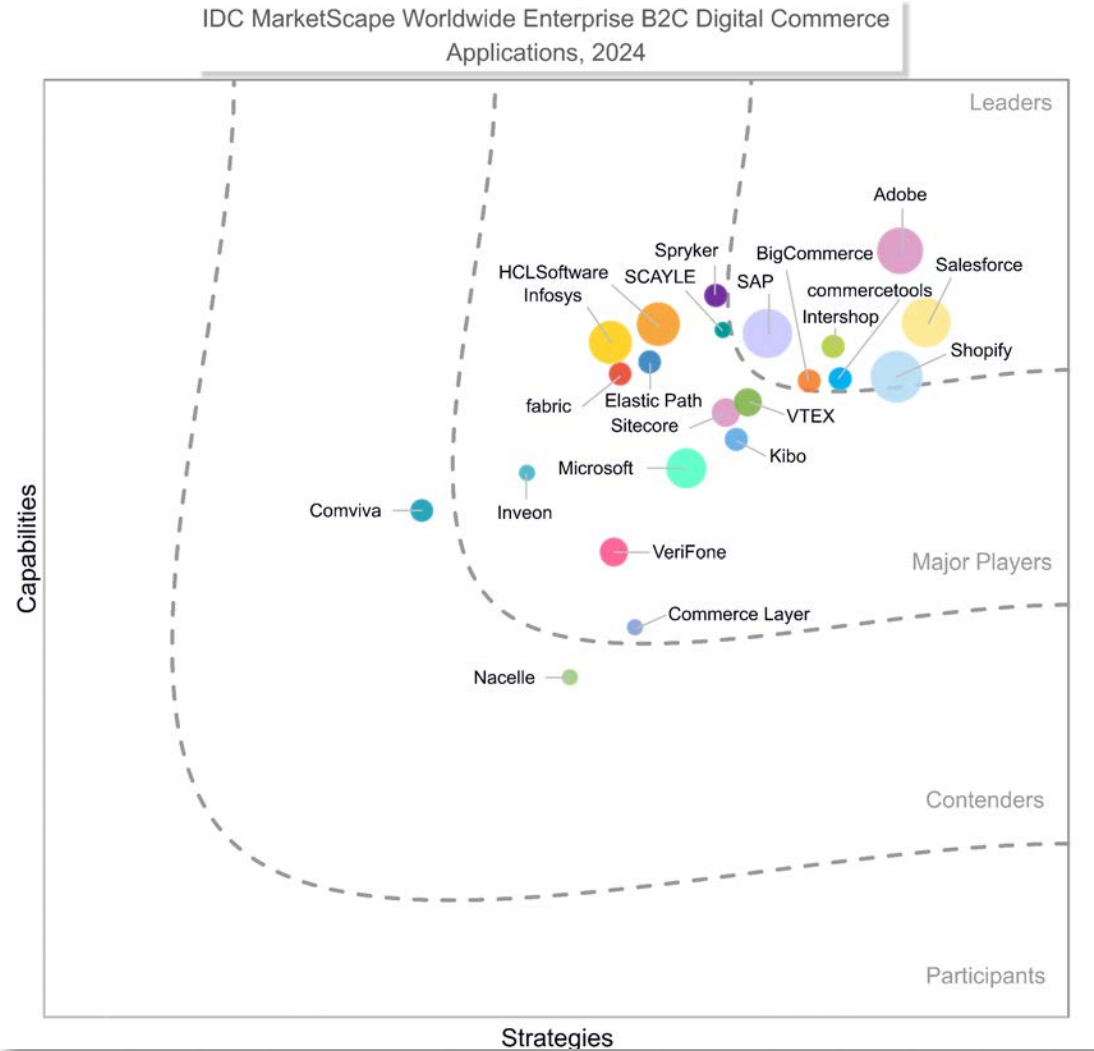 IDC MarketScape Worldwide Enterprise B2C Digital Commerce
Applications, 2024
Leaders
Adobe
Spryker
BigCommerce
Salesforce
HCLSoftware
SCAYLE
SAP
commercetools
Infosys
Intershop
Shopify
fabric
Elastic Path
Sitecore
VTEX
Kibo
Microsoft
Comviva
Inveon
VeriFone
Major Players
Capabilities
Commerce Layer
Nacelle
Contenders
Participants
Strategies